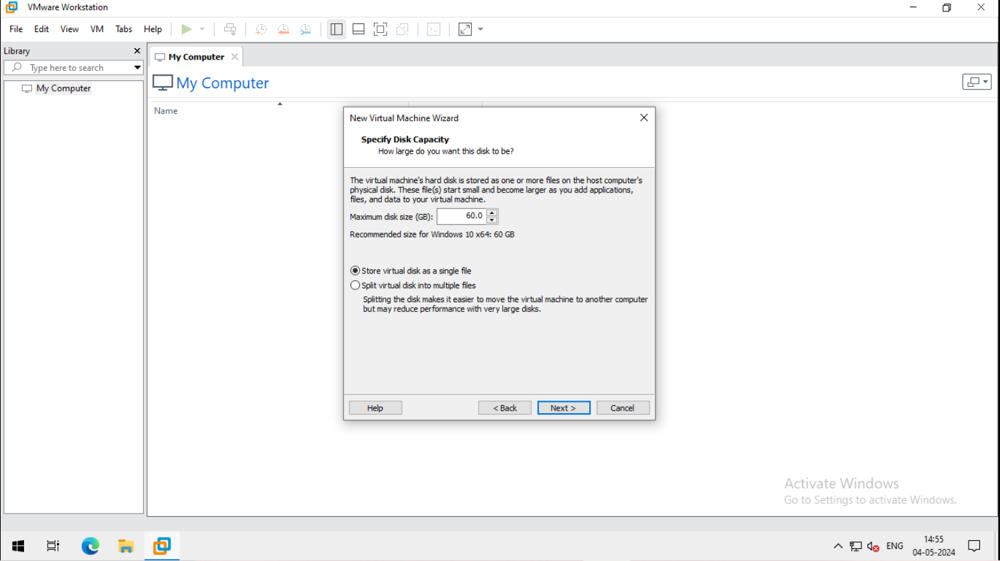 VMware Workstation
File Edit View VM Tabs Help
Library
Type here to search
My Computer
My Computer
My Computer
Name
New Virtual Machine Wizard
Specify Disk Capacity
How large do you want this disk to be?
The virtual machine's hard disk is stored as one or more files on the host computer's
physical disk. These file(s) start small and become larger as you add applications,
files, and data to your virtual machine.
Maximum disk size (GB): 60.0
Recommended size for Windows 10 x64: 60 GB
Store virtual disk as a single file
Split virtual disk into multiple files
Splitting the disk makes it easier to move the virtual machine to another computer
but may reduce performance with very large disks.
Help < Back Next > Cancel
Activate Windows
Go to Settings to activate Windows.
ENG
14:55
04-05-2024